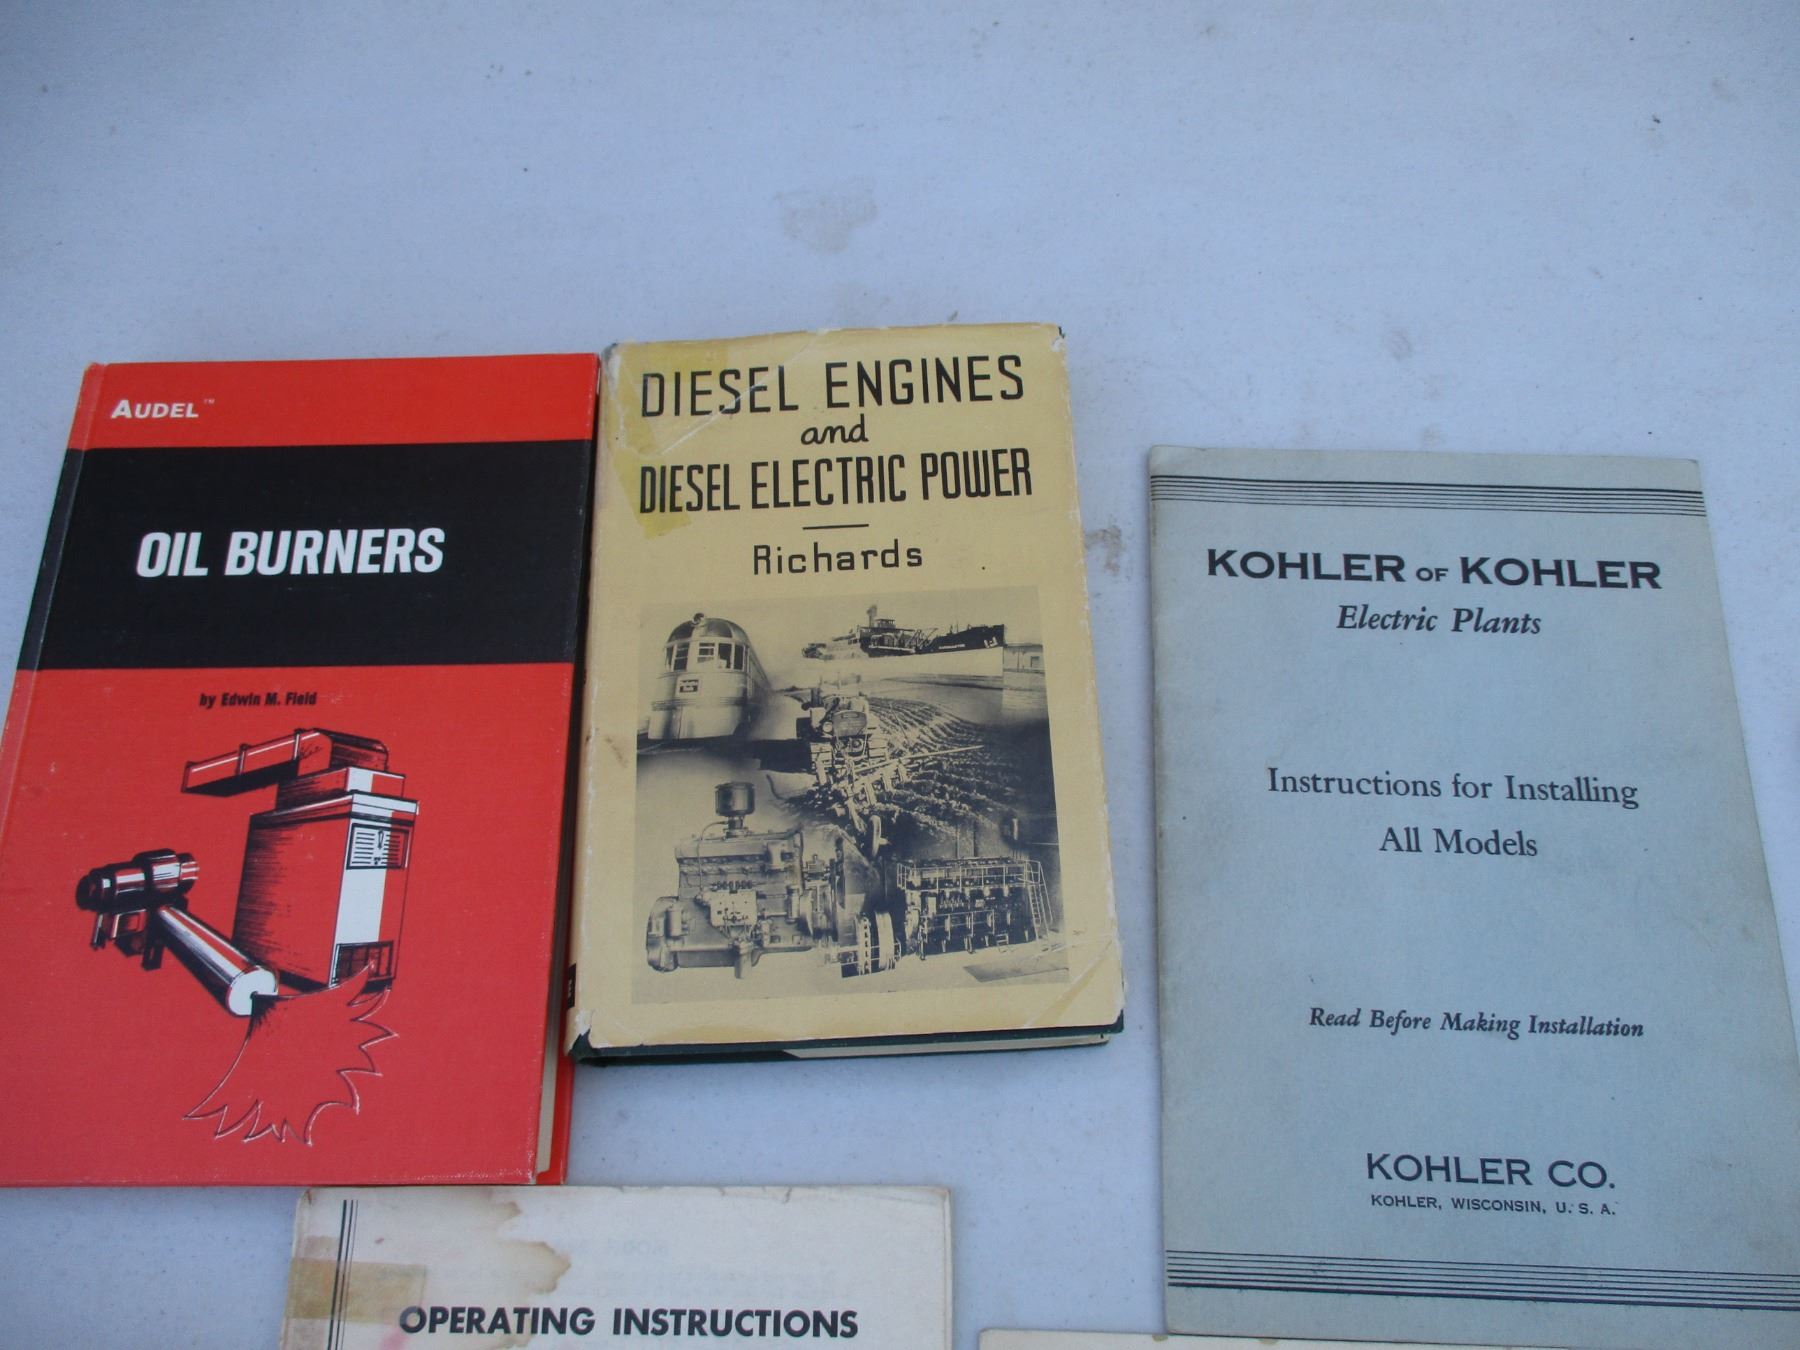 AUDEL™
OIL BURNERS
by Edwin M. Field
DIESEL ENGINES
and
DIESEL ELECTRIC POWER
Richards
KOHLER OF KOHLER
Electric Plants
Instructions for Installing
All Models
Read Before Making Installation
KOHLER CO.
KOHLER, WISCONSIN, U. S. A.
OPERATING INSTRUCTIONS